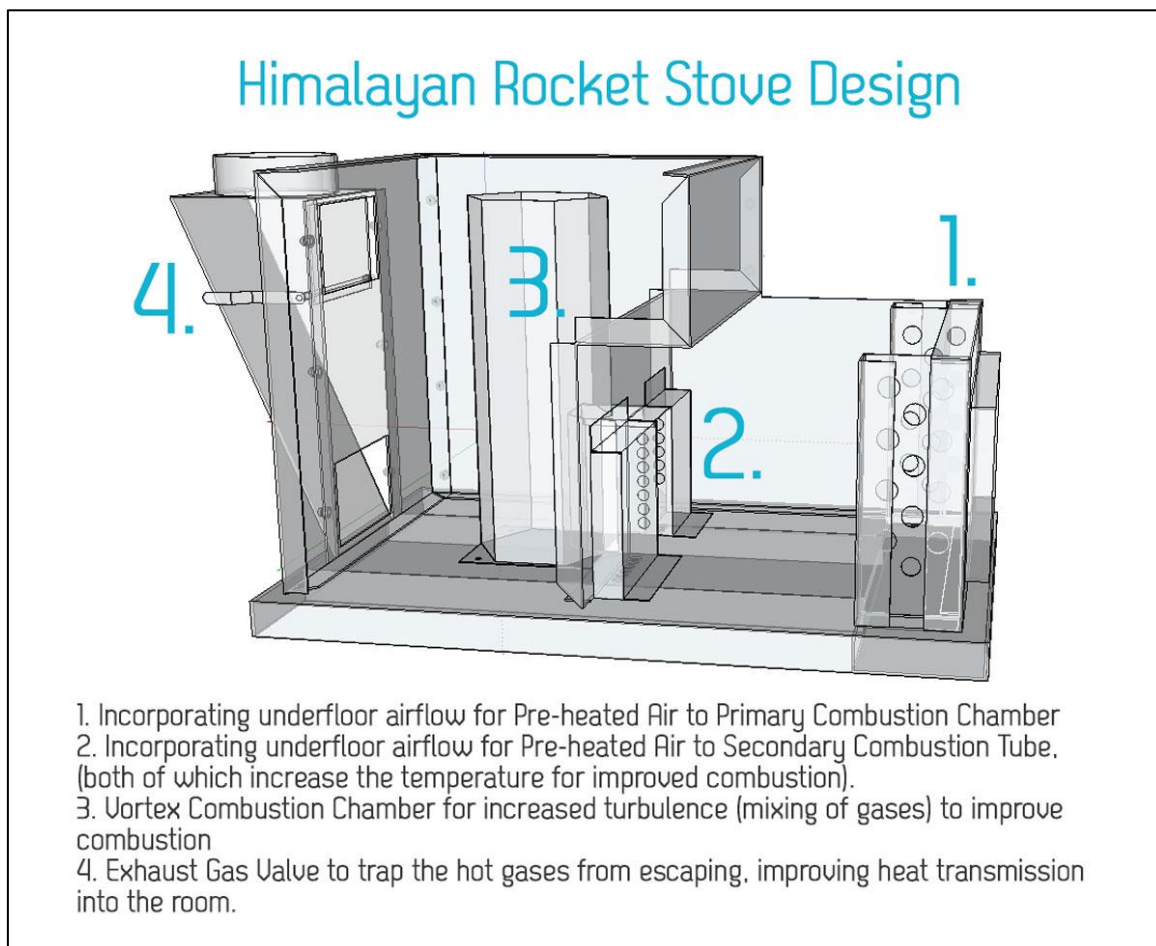 Himalayan Rocket Stove Design
1.
3.
4.
2.
1. Incorporating underfloor airflow for Pre-heated Air to Primary Combustion Chamber
2. Incorporating underfloor airflow for Pre-heated Air to Secondary Combustion Tube,
(both of which increase the temperature for improved combustion).
3. Vortex Combustion Chamber for increased turbulence (mixing of gases) to improve
combustion
4. Exhaust Gas Valve to trap the hot gases from escaping, improving heat transmission
into the room.